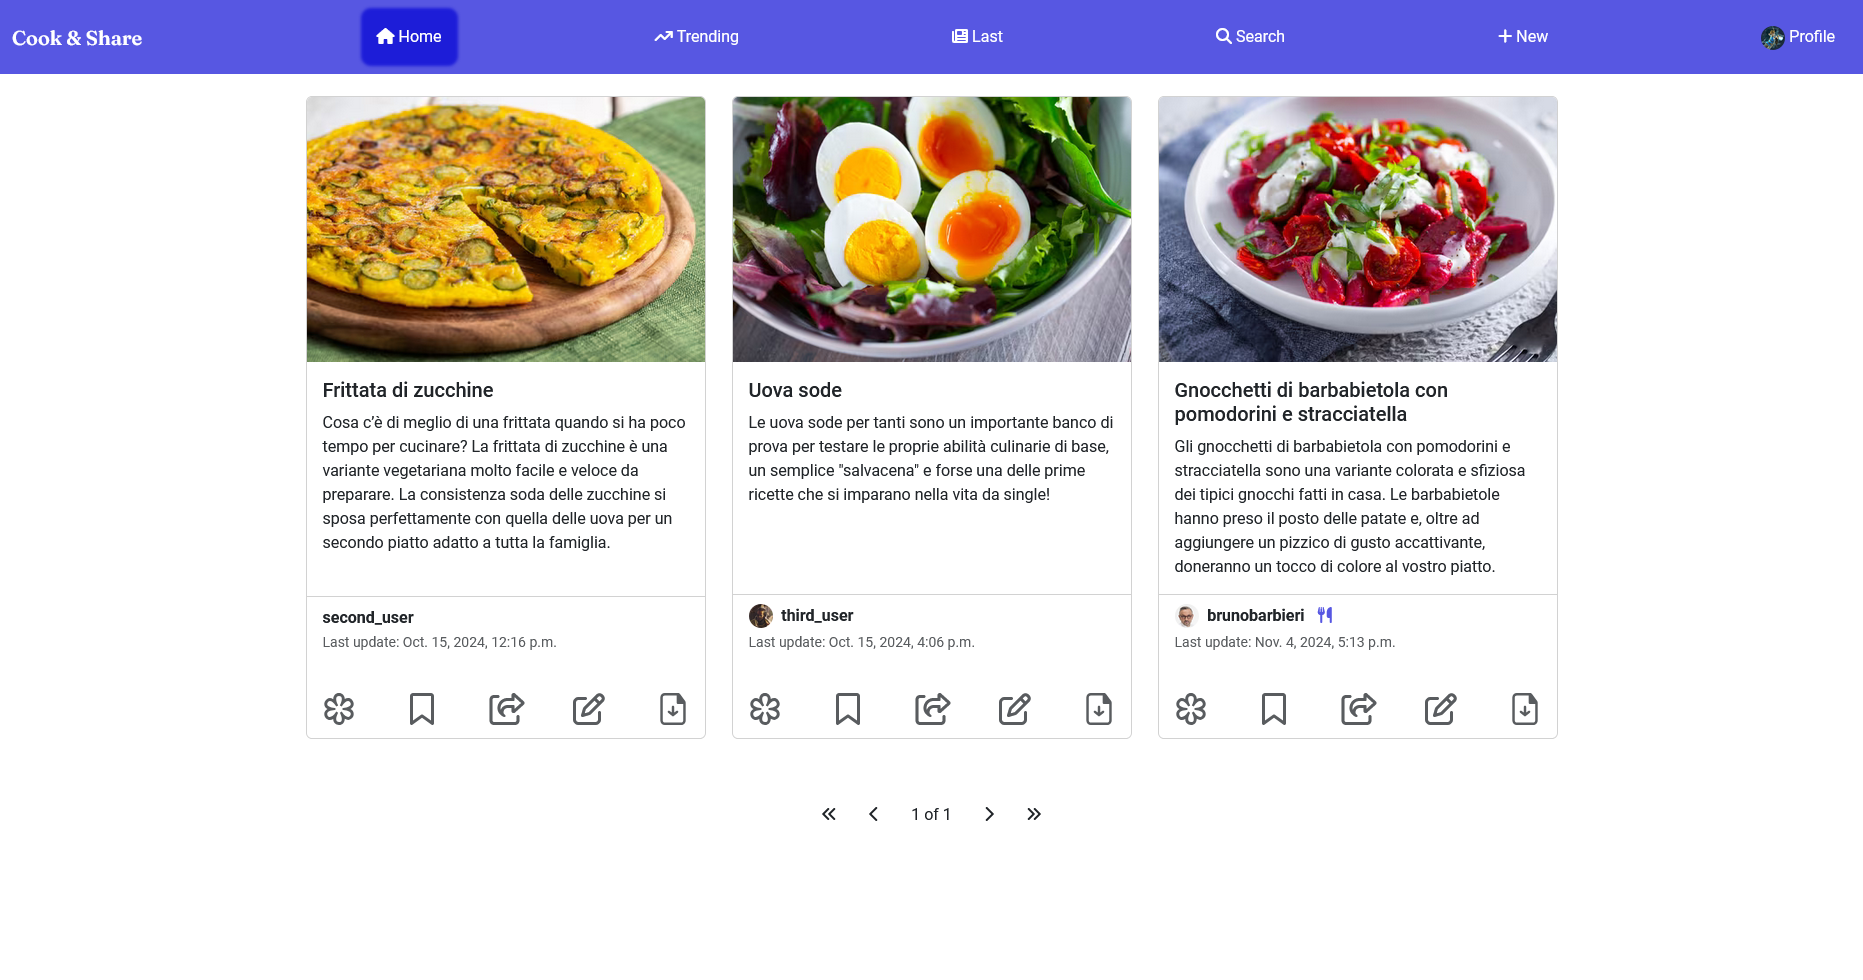 Cook & Share
Home
Trending
Last
Search
New
Profile
Frittata di zucchine
Cosa c’è di meglio di una frittata quando si ha poco
tempo per cucinare? La frittata di zucchine è una
variante vegetariana molto facile e veloce da
preparare. La consistenza soda delle zucchine si
sposa perfettamente con quella delle uova per un
secondo piatto adatto a tutta la famiglia.
second_user
Last update: Oct. 15, 2024, 12:16 p.m.
Uova sode
Le uova sode per tanti sono un importante banco di
prova per testare le proprie abilità culinarie di base,
un semplice "salvacena" e forse una delle prime
ricette che si imparano nella vita da single!
third_user
Last update: Oct. 15, 2024, 4:06 p.m.
Gnocchetti di barbabietola con
pomodorini e stracciatella
Gli gnocchetti di barbabietola con pomodorini e
stracciatella sono una variante colorata e sfiziosa
dei tipici gnocchi fatti in casa. Le barbabietole
hanno preso il posto delle patate e, oltre ad
aggiungere un pizzico di gusto accattivante,
doneranno un tocco di colore al vostro piatto.
brunobarbieri
Last update: Nov. 4, 2024, 5:13 p.m.
1 of 1